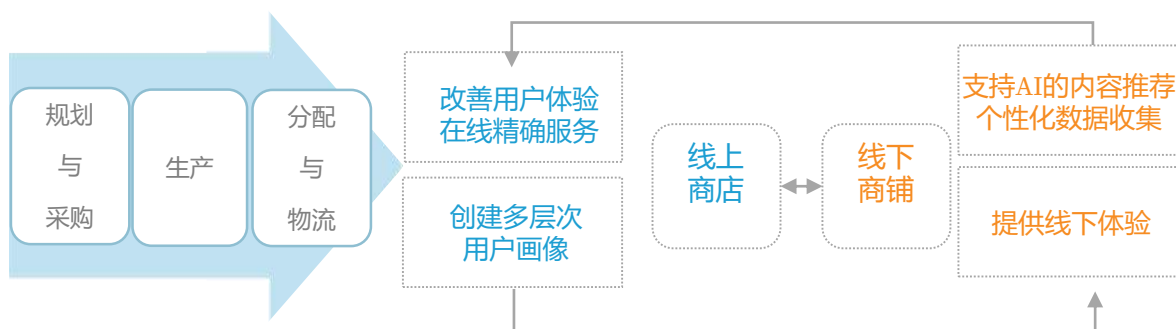 规划
与
采购
生产
分配
与
物流
改善用户体验
在线精确服务
创建多层次
用户画像
线上
商店
线下
商铺
支持AI的内容推荐
个性化数据收集
提供线下体验